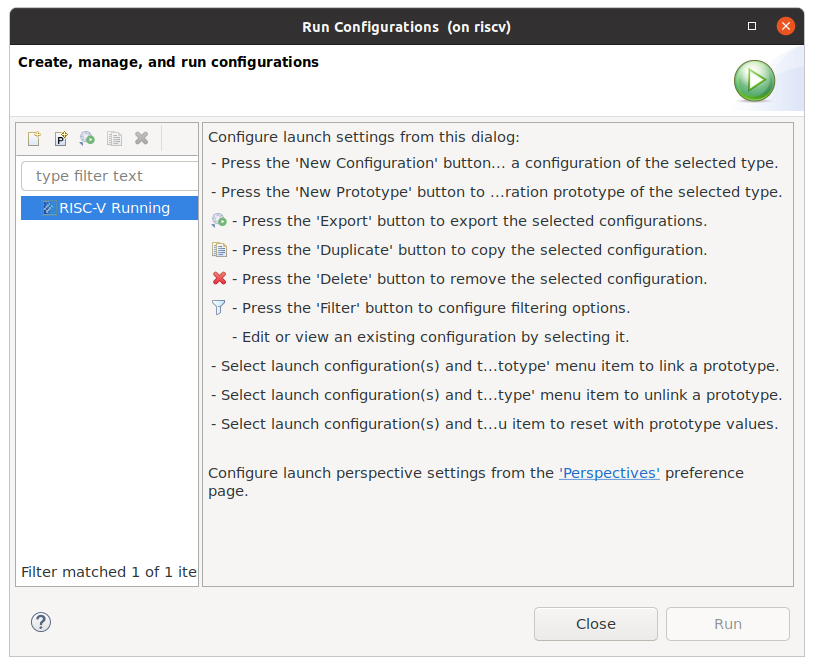 Run Configurations (on riscv)
Create, manage, and run configurations
type filter text
RISC-V Running
Filter matched 1 of 1 ite
Configure launch settings from this dialog:
- Press the 'New Configuration' button... a configuration of the selected type.
- Press the 'New Prototype' button to ...ration prototype of the selected type.
- Press the 'Export' button to export the selected configurations.
- Press the 'Duplicate' button to copy the selected configuration.
- Press the 'Delete' button to remove the selected configuration.
- Press the 'Filter' button to configure filtering options.
- Edit or view an existing configuration by selecting it.
- Select launch configuration(s) and t...totype' menu item to link a prototype.
- Select launch configuration(s) and t...type' menu item to unlink a prototype.
- Select launch configuration(s) and t...u item to reset with prototype values.
Configure launch perspective settings from the 'Perspectives' preference
page.
Close
Run